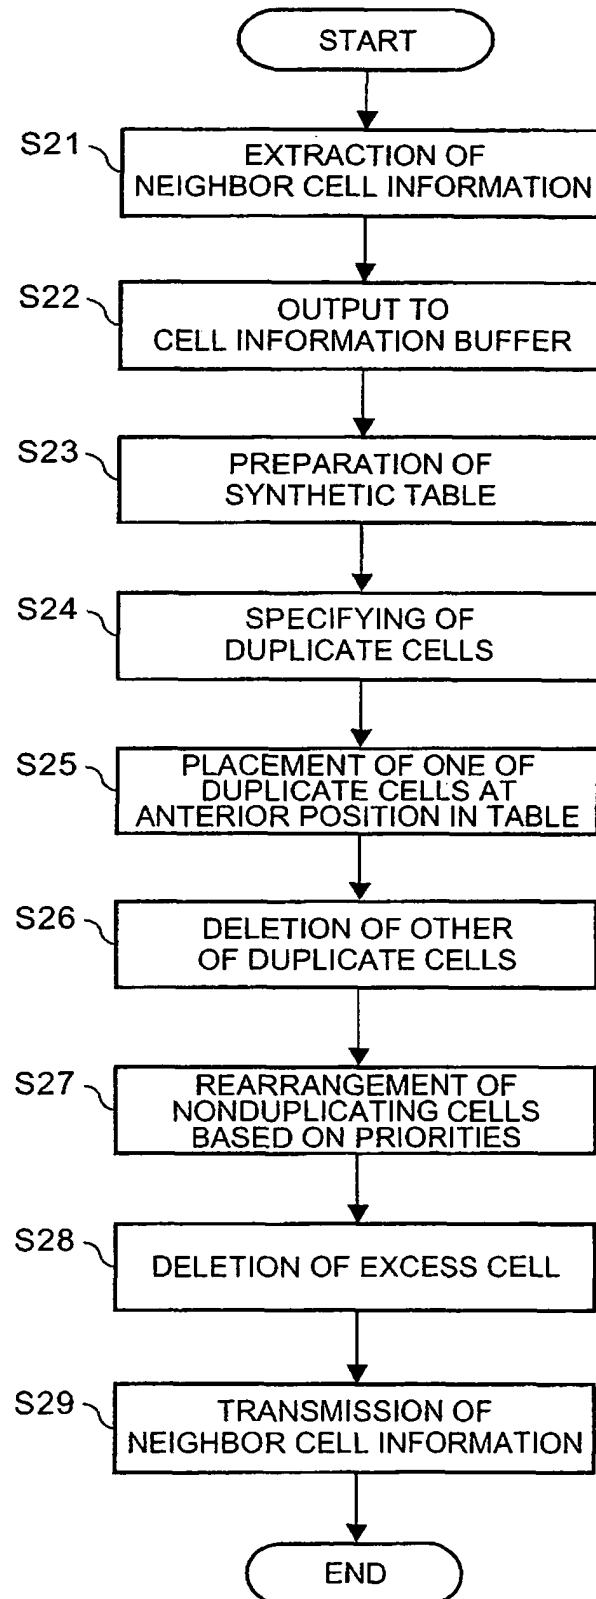 START
S21
EXTRACTION OF
NEIGHBOR CELL INFORMATION
S22
OUTPUT TO
CELL INFORMATION BUFFER
S23
PREPARATION OF
SYNTHETIC TABLE
S24
SPECIFYING OF
DUPLICATE CELLS
S25
PLACEMENT OF ONE OF
DUPLICATE CELLS AT
ANTERIOR POSITION IN TABLE
S26
DELETION OF OTHER
OF DUPLICATE CELLS
S27
REARRANGEMENT OF
NONDUPLICATING CELLS
BASED ON PRIORITIES
S28
DELETION OF EXCESS CELL
S29
TRANSMISSION OF
NEIGHBOR CELL INFORMATION
END